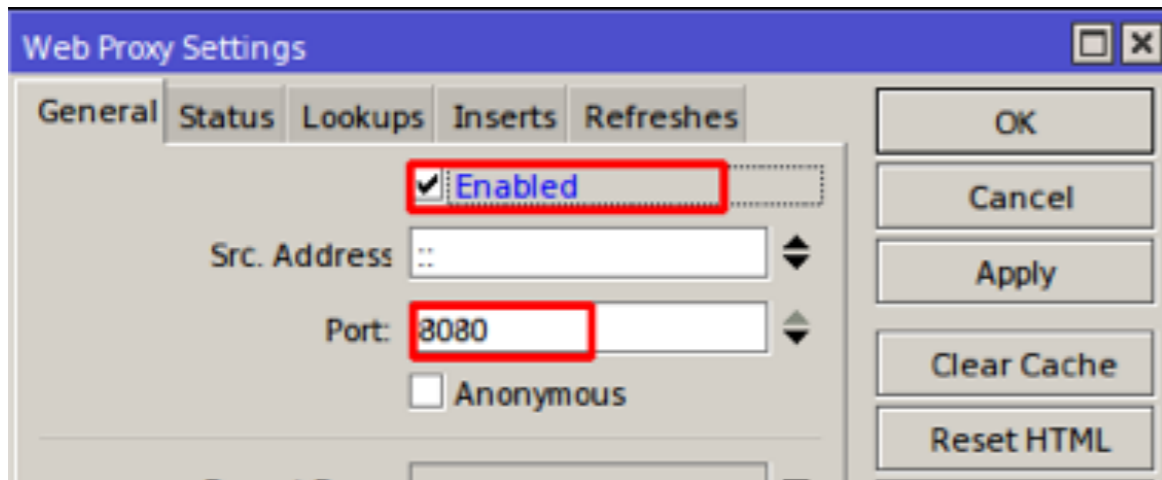 Web Proxy Settings
General Status Lookups Inserts Refreshes
OK
Enabled
Cancel
Src. Address ::
Apply
Port: 8080
Clear Cache
Anonymous
Reset HTML